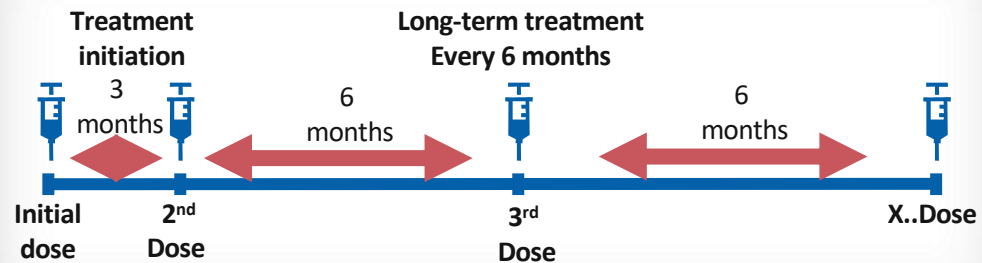 Treatment
initiation
Long-term treatment
Every 6 months
3
months
6
months
6
months
Initial
dose
2nd
Dose
3rd
Dose
X..Dose